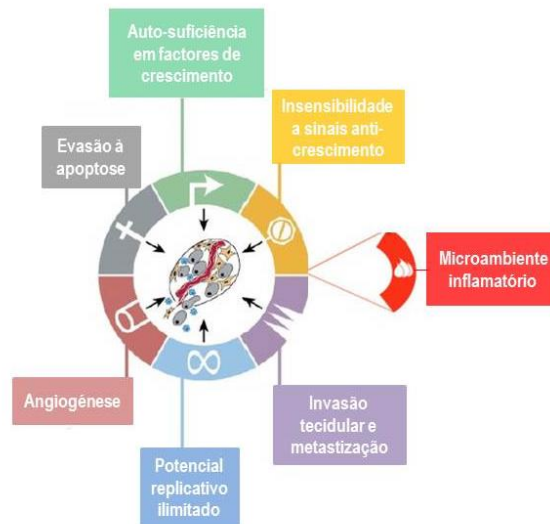 Auto-suficiência
em factores de
crescimento
Insensibilidade
a sinais anti-
crescimento
Evasão à
apoptose
Microambiente
inflamatório
Angiogénese
Invasão
tecidular e
metastização
Potencial
replicativo
ilimitado